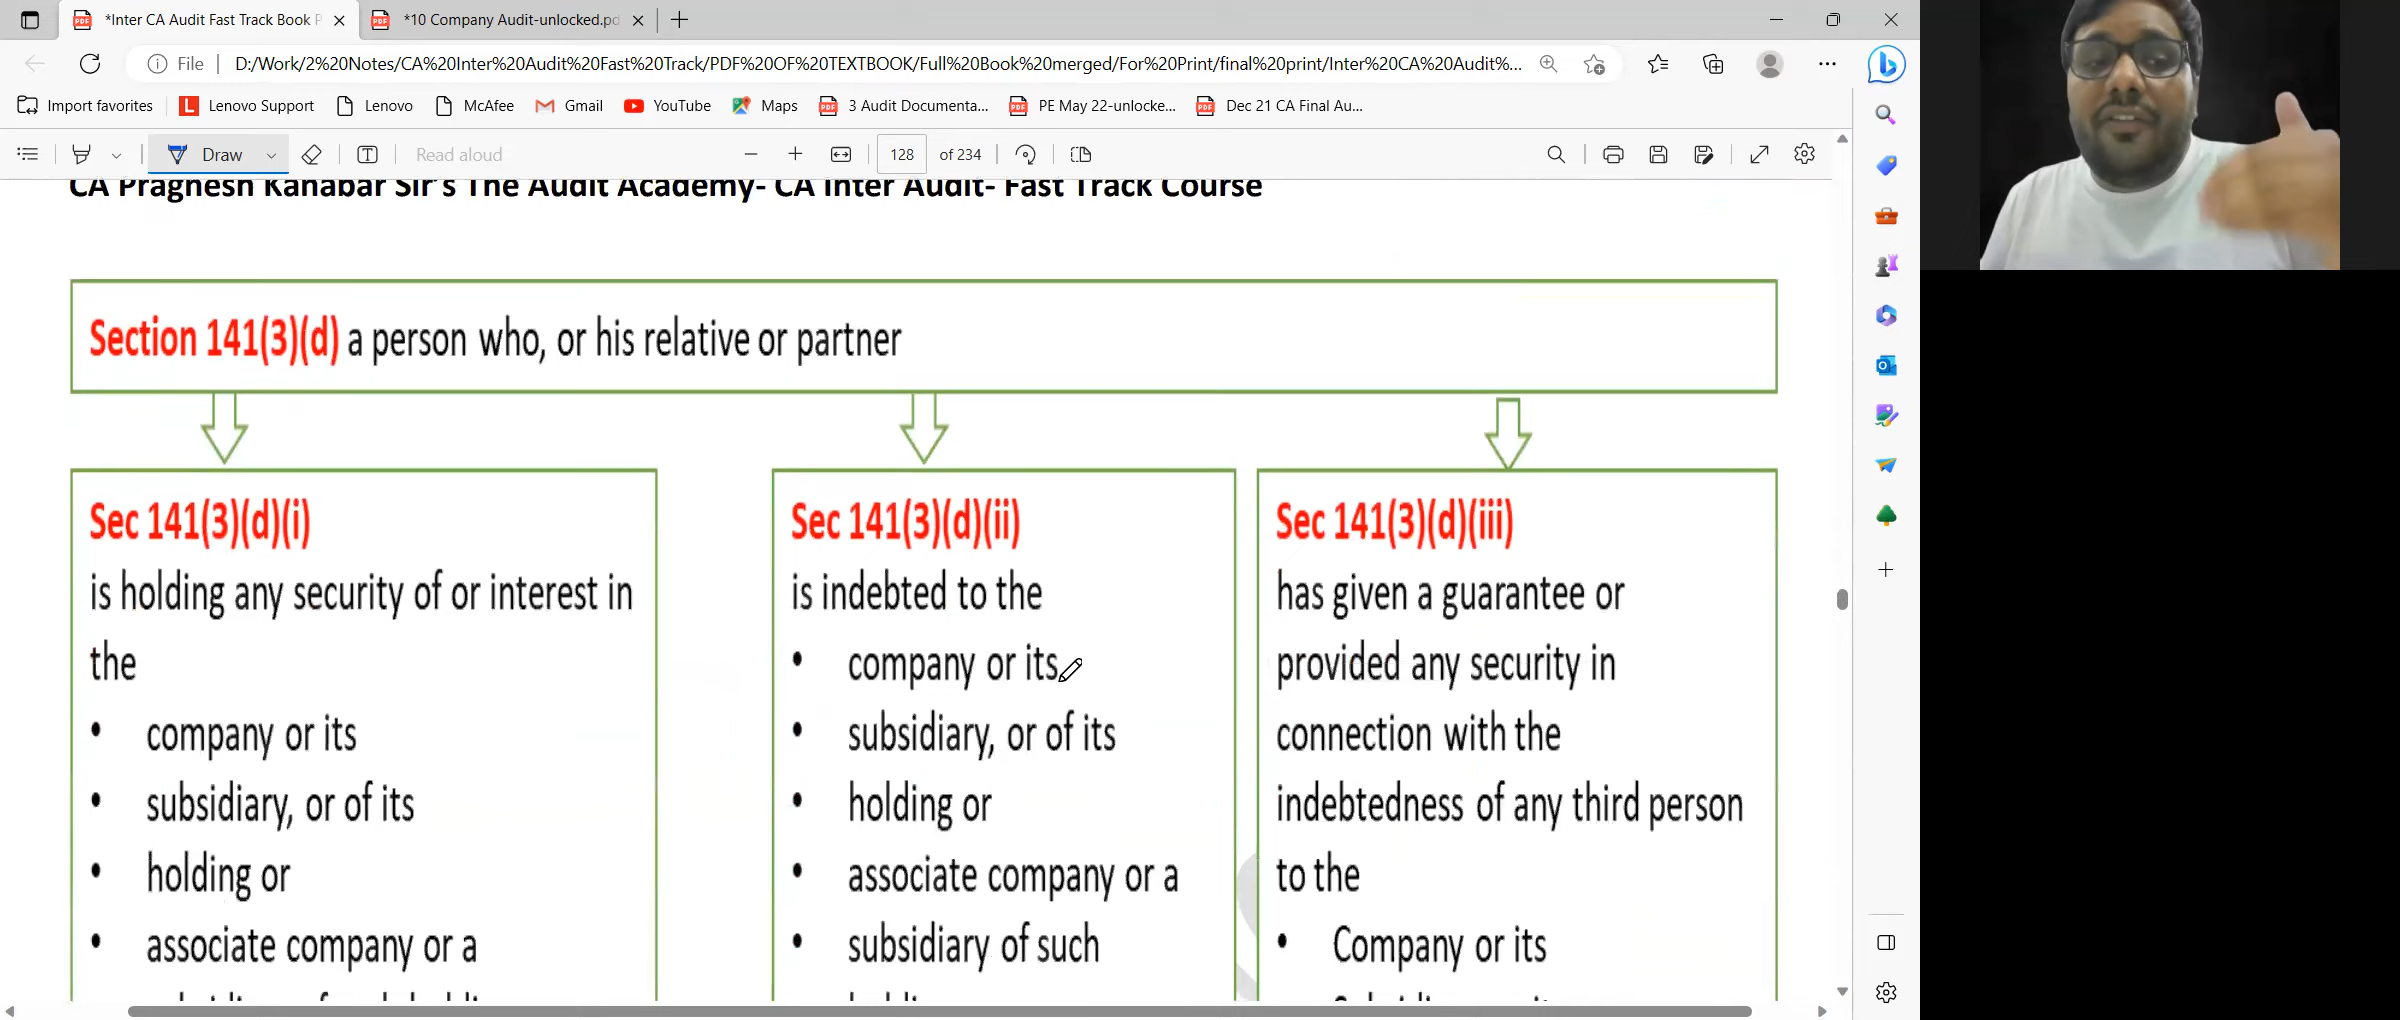 *Inter CA Audit Fast Track Book P
*10 Company Audit-unlocked.pd
File
D:/Work/2%20Notes/CA%20Inter%20Audit%20Fast%20Track/PDF%20OF%20TEXTBOOK/Full%20Book%20merged/For%20Print/final%20print/Inter%20CA%20Audit%...
Import favorites
Lenovo Support
Lenovo
McAfee
Gmail
YouTube
Maps
3 Audit Documenta...
PE May 22-unlocke...
Dec 21 CA Final Au...
Draw
Read aloud
128 of 234
CA Pragnesh Kanabar Sir's The Audit Academy- CA Inter Audit- Fast Track Course
Section 141(3)(d) a person who, or his relative or partner
Sec 141(3)(d)(i)
is holding any security of or interest in
the
• company or its
• subsidiary, or of its
• holding or
• associate company or a
Sec 141(3)(d)(ii)
is indebted to the
• company or its
• subsidiary, or of its
• holding or
• associate company or a
• subsidiary of such
Sec 141(3)(d)(iii)
has given a guarantee or
provided any security in
connection with the
indebtedness of any third person
to the
• Company or its